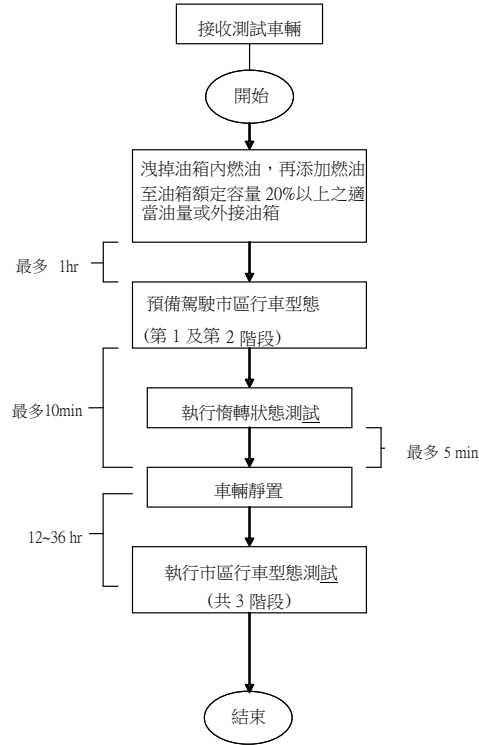 接收測試車輛
開始
洩掉油箱內燃油，再添加燃油
至油箱額定容量 20%以上之適
當油量或外接油箱
最多 1hr
預備駕駛市區行車型態
(第 1 及第 2 階段)
最多10min
執行惰轉狀態測試
最多 5 min
車輛靜置
12~36 hr
執行市區行車型態測試
(共 3 階段)
結束